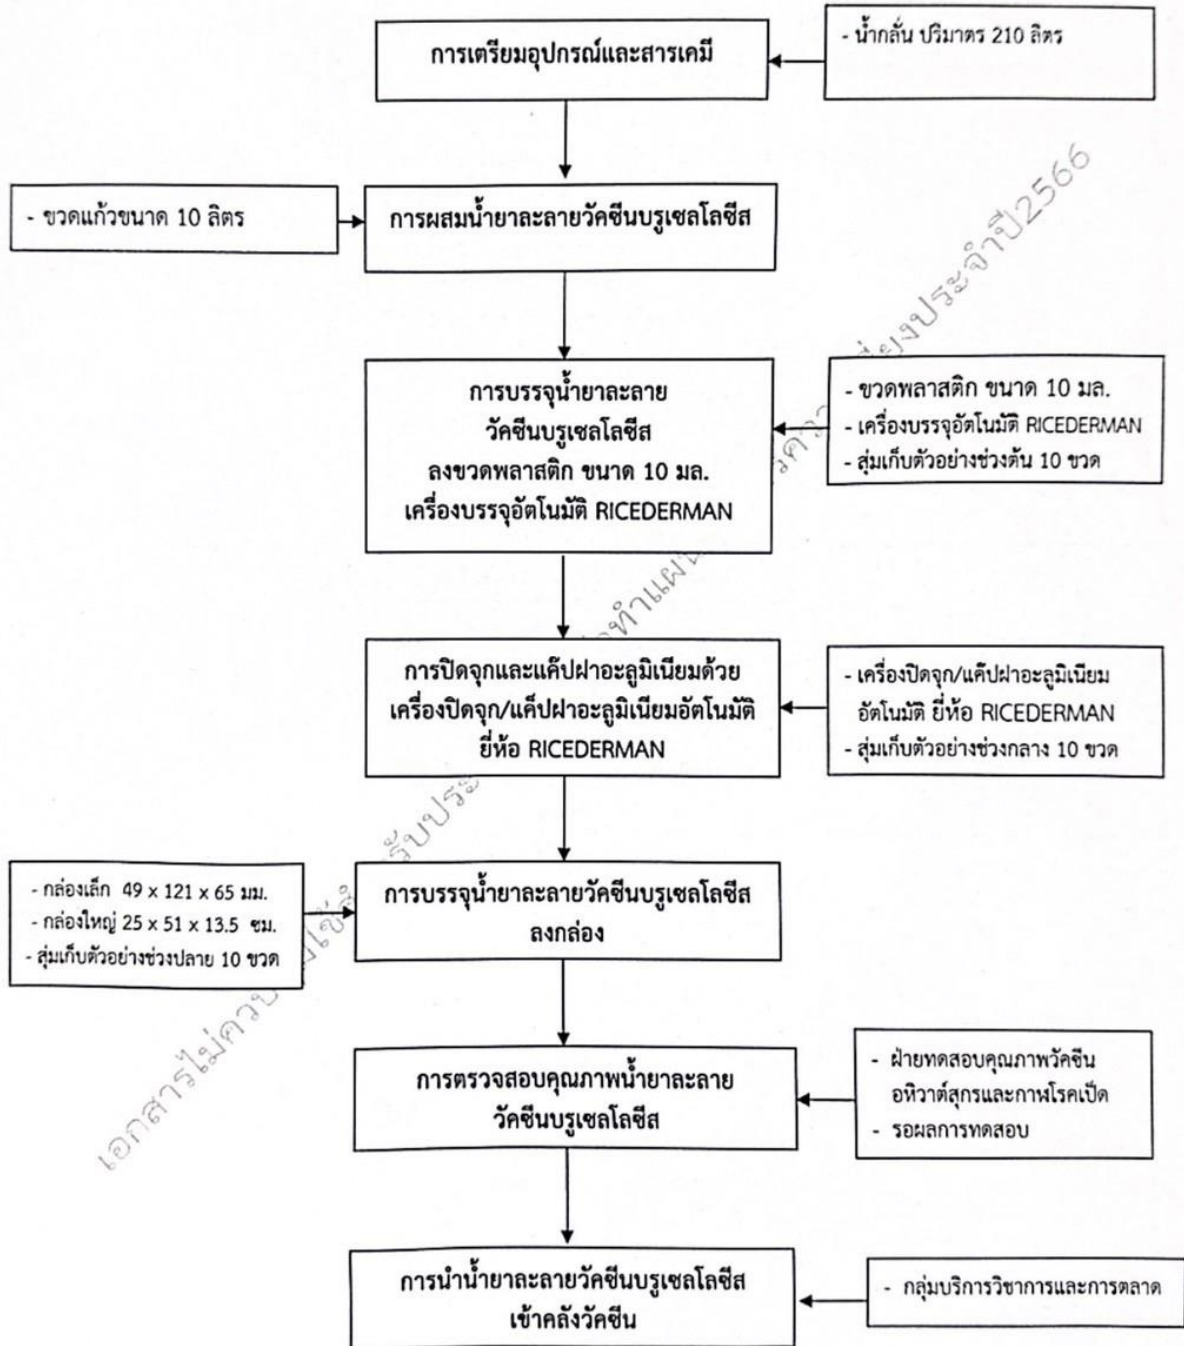 การเตรียมอุปกรณ์และสารเคมี
- น้ำกลั่น ปริมาตร 210 ลิตร
- ขวดแก้วขนาด 10 ลิตร
การผสมน้ำยาละลายวัคซีนบรูเซลโลซีส
การบรรจุน้ำยาละลาย
วัคซีนบรูเซลโลซีส
ลงขวดพลาสติก ขนาด 10 มล.
เครื่องบรรจุอัตโนมัติ RICEDERMAN
- ขวดพลาสติก ขนาด 10 มล.
- เครื่องบรรจุอัตโนมัติ RICEDERMAN
- สุ่มเก็บตัวอย่างช่วงต้น 10 ขวด
การปิดจุกและแค๊ปฝาอะลูมิเนียมด้วย
เครื่องปิดจุก/แค็ปฝาอะลูมิเนียมอัตโนมัติ
ยี่ห้อ RICEDERMAN
- เครื่องปิดจุก/แค็ปฝาอะลูมิเนียม
อัตโนมัติ ยี่ห้อ RICEDERMAN
- สุ่มเก็บตัวอย่างช่วงกลาง 10 ขวด
- กล่องเล็ก 49 x 121 x 65 มม.
- กล่องใหญ่ 25 x 51 x 13.5 ซม.
- สุ่มเก็บตัวอย่างช่วงปลาย 10 ขวด
การบรรจุน้ำยาละลายวัคซีนบรูเซลโลซีส
ลงกล่อง
การตรวจสอบคุณภาพน้ำยาละลาย
วัคซีนบรูเซลโลซีส
- ฝ่ายทดสอบคุณภาพวัคซีน
อหิวาต์สุกรและกาฬโรคเป็ด
- รอผลการทดสอบ
การนำน้ำยาละลายวัคซีนบรูเซลโลซีส
เข้าคลังวัคซีน
- กลุ่มบริการวิชาการและการตลาด
เอกสารไม่ควบ ทำแผน ประจำปี2566